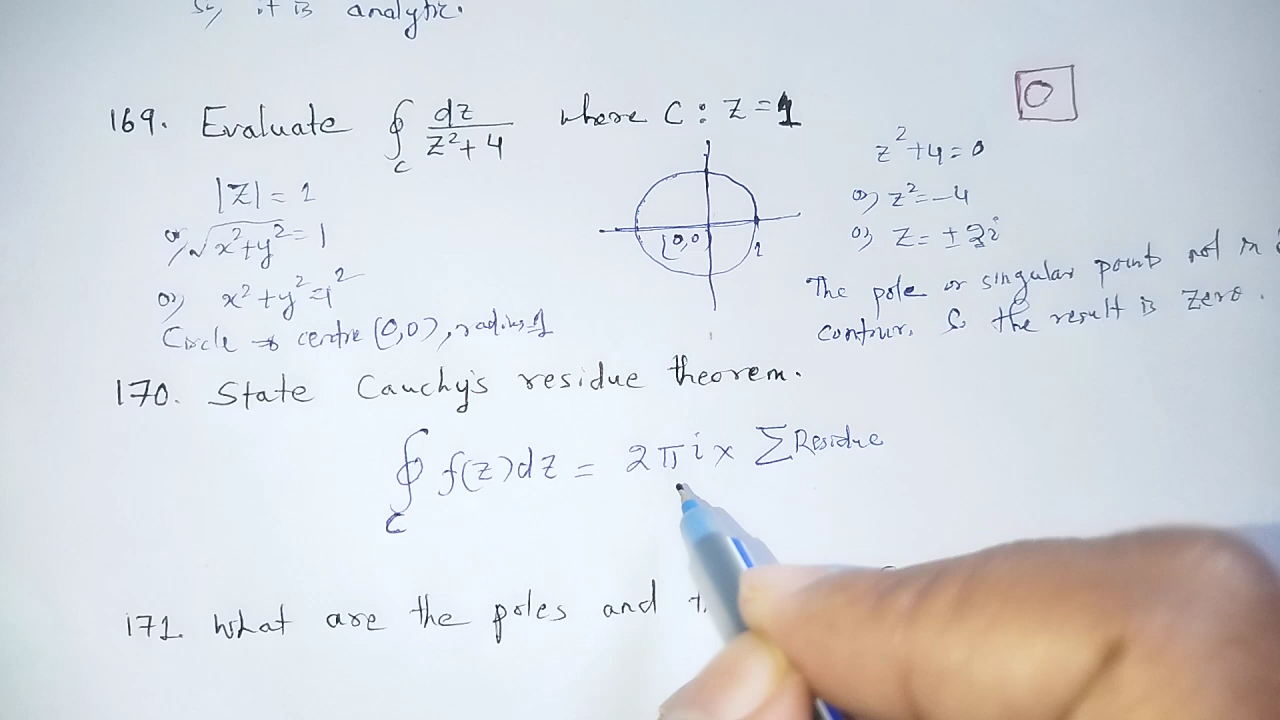 So, it is analytic.
0
169. Evaluate ∮_C dz/(z²+4) where C : Z = 1
|Z| = 1
or, √(x²+y²) = 1
or, x²+y² = 1²
Circle → centre (0,0), radius 1
(0,0)
1
z²+4=0
or, z²=-4
or, z= ±2i
The pole or singular point not in
contour, So the result is zero.
170. State Cauchy's residue theorem.
∮_C f(z)dz = 2πi × ΣResidue
171. What are the poles and